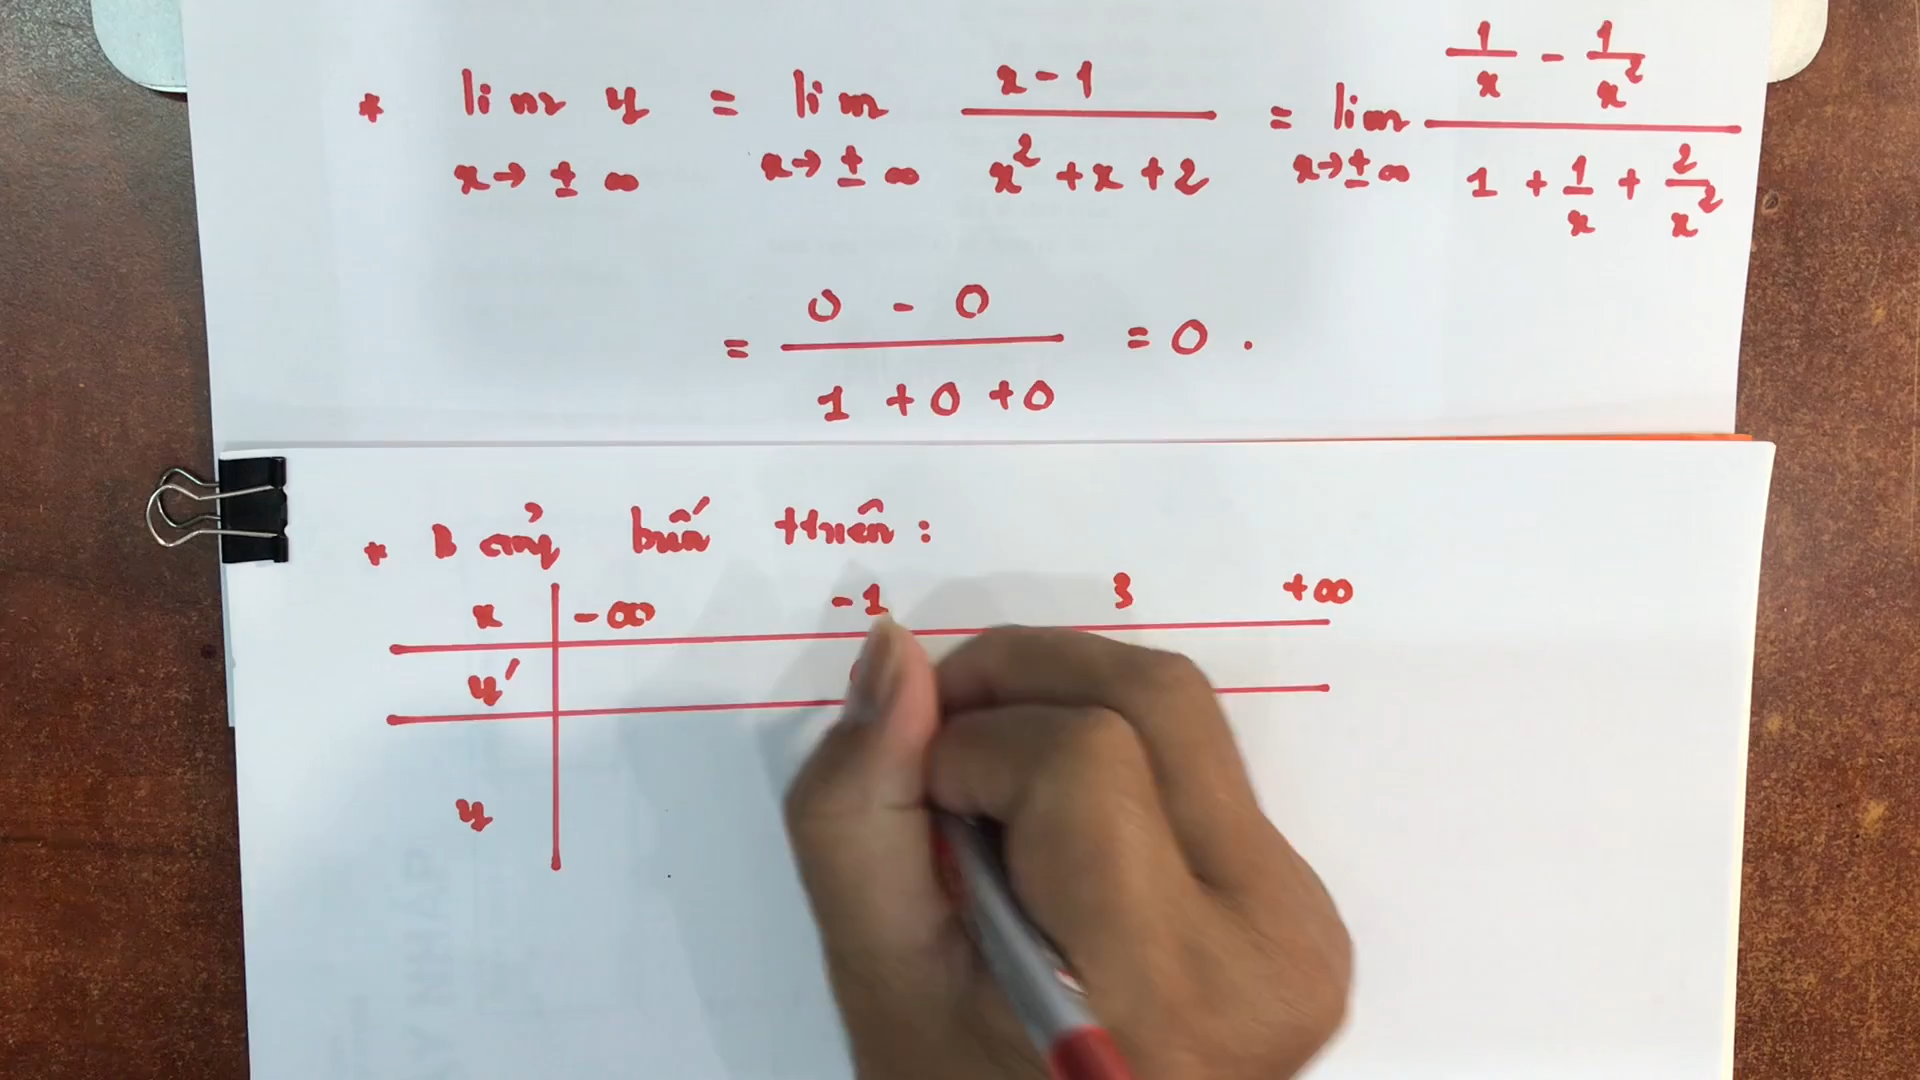 * lim y = lim x - 1 = lim 1/x - 1/x²
x→ ± ∞ x→ ± ∞ x² + x + 2 x→ ± ∞ 1 + 1/x + 2/x²
= 0 - 0 / 1 + 0 + 0 = 0 .
* Bảng biến thiên :
x -∞ -1 3 +∞
y'
y